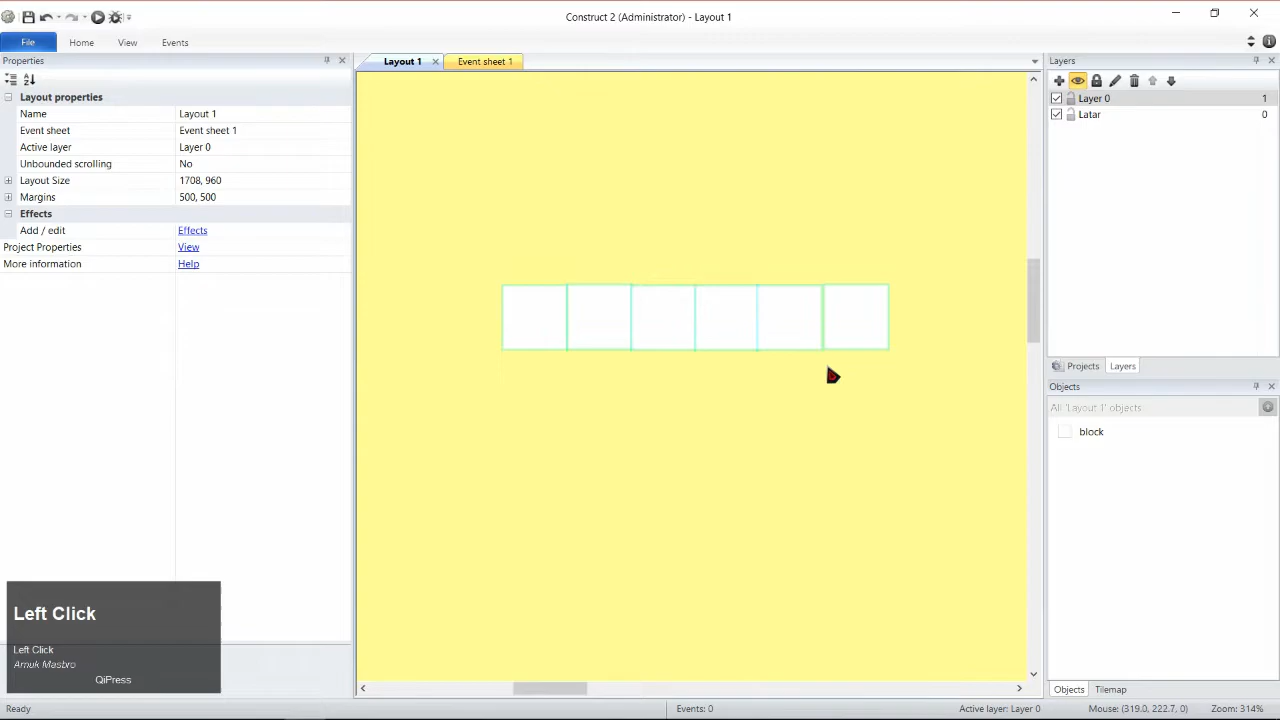 Construct 2 (Administrator) - Layout 1
File
Home
View
Events
Properties
Layout 1
Event sheet 1
Layers
Layout properties
Name
Layout 1
Event sheet
Event sheet 1
Active layer
Layer 0
Unbounded scrolling
No
Layout Size
1708, 960
Margins
500, 500
Effects
Add / edit
Effects
Project Properties
View
More information
Help
Layer 0
1
Latar
0
Projects
Layers
Objects
All 'Layout 1' objects
block
Left Click
Left Click
Arnuk Masbro
QiPress
Objects
Tilemap
Ready
Events: 0
Active layer: Layer 0
Mouse: (319.0, 222.7, 0)
Zoom: 314%